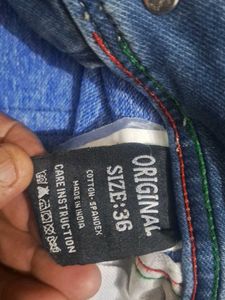 ORIGINAL
SIZE:36
COTTON-SPANDEX
MADE IN INDIA
CARE INSTRUCTION